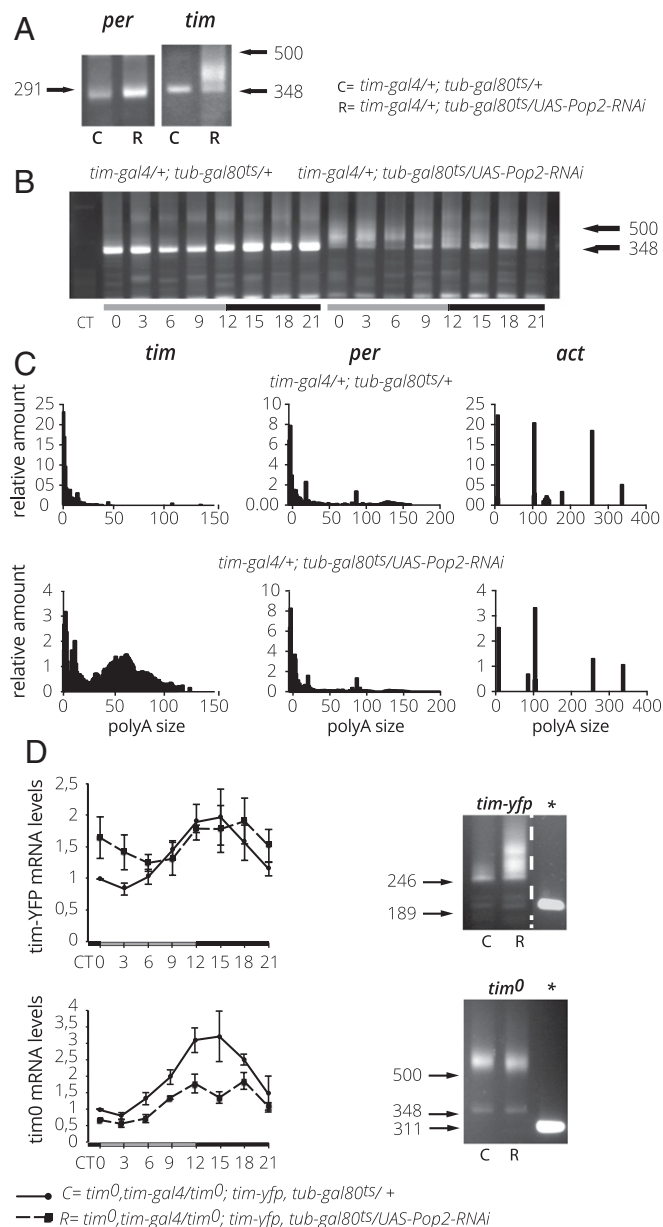 A
per tim
500
291
348
C R C R
C= tim-gal4/+; tub-gal80ts/+
R= tim-gal4/+; tub-gal80ts/UAS-Pop2-RNAi
B
tim-gal4/+; tub-gal80ts/+ tim-gal4/+; tub-gal80ts/UAS-Pop2-RNAi
500
348
CT 0 3 6 9 12 15 18 21 0 3 6 9 12 15 18 21
C
tim per act
tim-gal4/+; tub-gal80ts/+
relative amount
25
20
15
10
05
0
0 50 100 150
10
8
6
4
2
0.00
0 50 100 150 200
25
20
15
10
05
00
0 100 200 300 400
tim-gal4/+; tub-gal80ts/UAS-Pop2-RNAi
relative amount
4
3
2
1
0
0 50 100 150
polyA size
10
8
6
4
2
0
0 50 100 150 200
polyA size
4
3
2
1
0
0 100 200 300 400
polyA size
D
tim-YFP mRNA levels
2,5
2
1,5
1
0,5
0
CT0 3 6 9 12 15 18 21
tim-yfp *
246
189
C R
tim0 mRNA levels
4
3,5
3
2,5
2
1,5
1
0,5
0
CT0 3 6 9 12 15 18 21
tim0 *
500
348
311
C R
C= tim0,tim-gal4/tim0; tim-yfp, tub-gal80ts/ +
R= tim0,tim-gal4/tim0; tim-yfp, tub-gal80ts/UAS-Pop2-RNAi